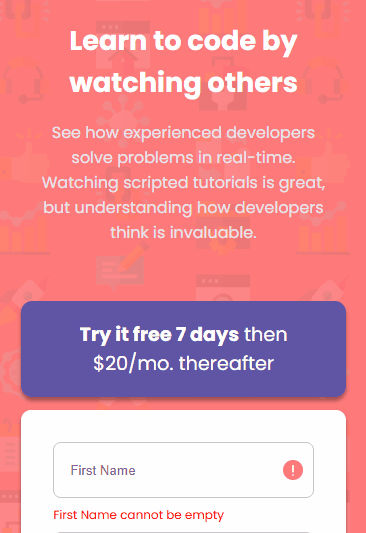 Learn to code by
watching others
See how experienced developers
solve problems in real-time.
Watching scripted tutorials is great,
but understanding how developers
think is invaluable.
Try it free 7 days then
$20/mo. thereafter
First Name
!
First Name cannot be empty